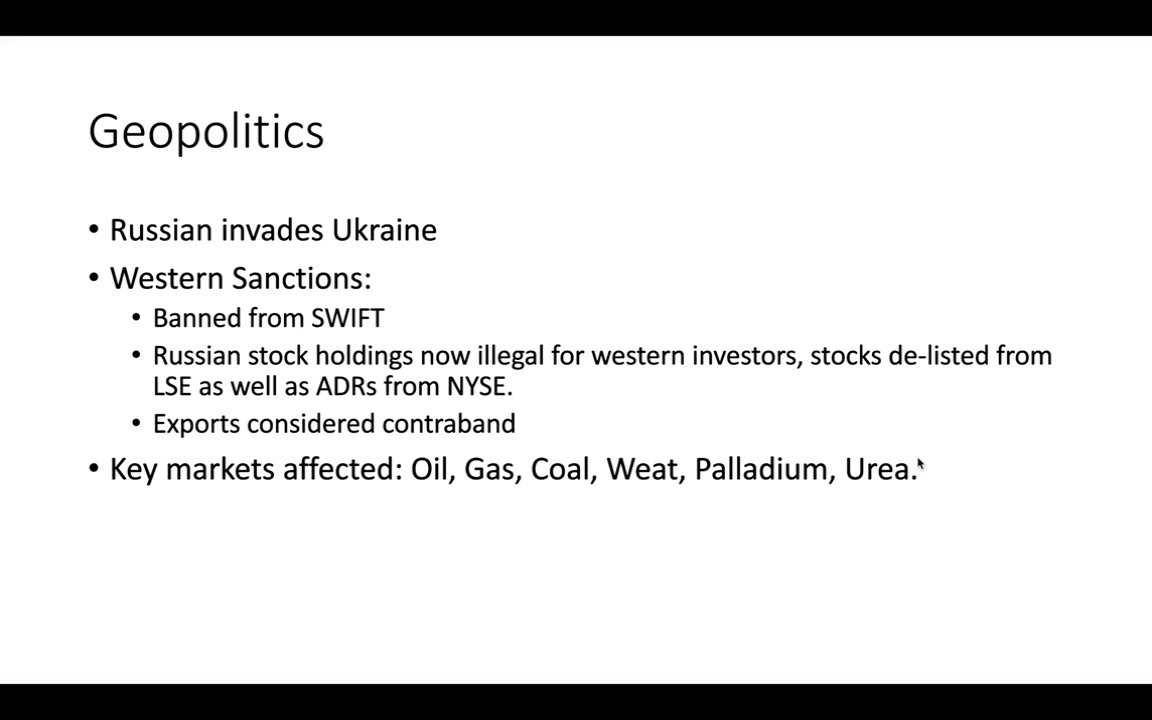 Geopolitics
• Russian invades Ukraine
• Western Sanctions:
• Banned from SWIFT
• Russian stock holdings now illegal for western investors, stocks de-listed from
LSE as well as ADRs from NYSE.
• Exports considered contraband
• Key markets affected: Oil, Gas, Coal, Weat, Palladium, Urea.